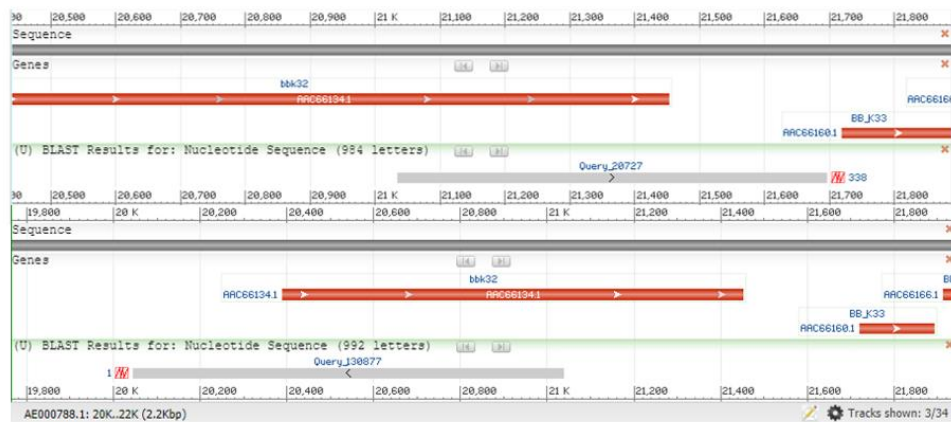 00 20,500 20,600 20,700 20,800 20,900 21 K 21,100 21,200 21,300 21,400 21,500 21,600 21,700 21,800
Sequence
Genes
bbk32
AAC66134.1
AAC66160
BB_K33
AAC66160.1
(U) BLAST Results for: Nucleotide Sequence (984 letters)
Query_20727
338
00 20,500 20,600 20,700 20,800 20,900 21 K 21,100 21,200 21,300 21,400 21,500 21,600 21,700 21,800
19,800 20 K 20,200 20,400 20,600 20,800 21 K 21,200 21,400 21,600 21,800
Sequence
Genes
bbk32
AAC66134.1 AAC66134.1 AAC66166.1
BB_K33
AAC66160.1
(U) BLAST Results for: Nucleotide Sequence (992 letters)
Query_130877
1
19,800 20 K 20,200 20,400 20,600 20,800 21 K 21,200 21,400 21,600 21,800
AE000788.1: 20K..22K (2.2Kbp) Tracks shown: 3/34